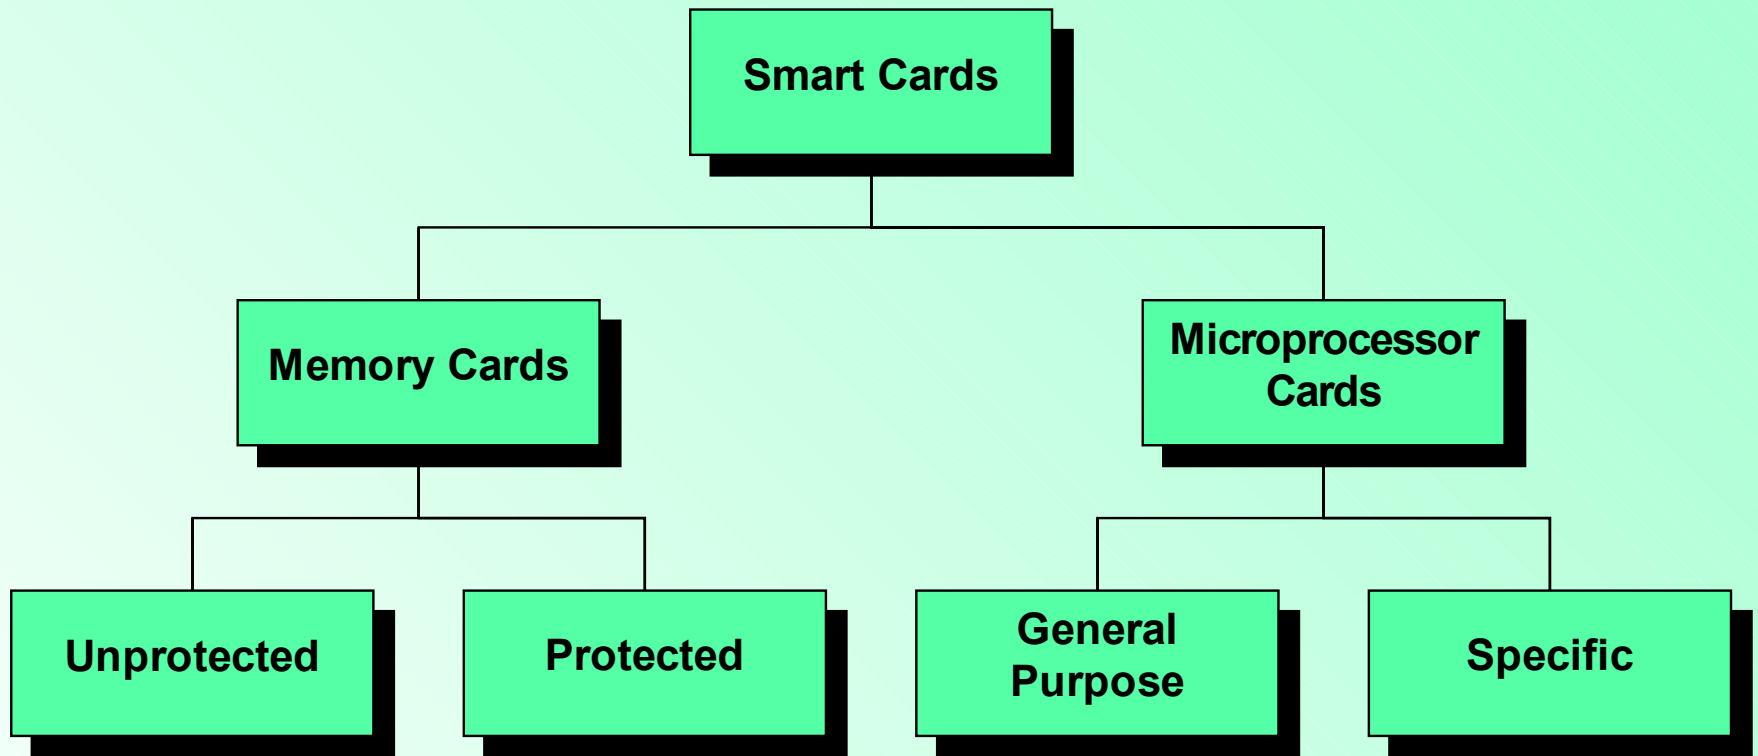 Smart Cards
Memory Cards
Microprocessor
Cards
Unprotected
Protected
General
Purpose
Specific